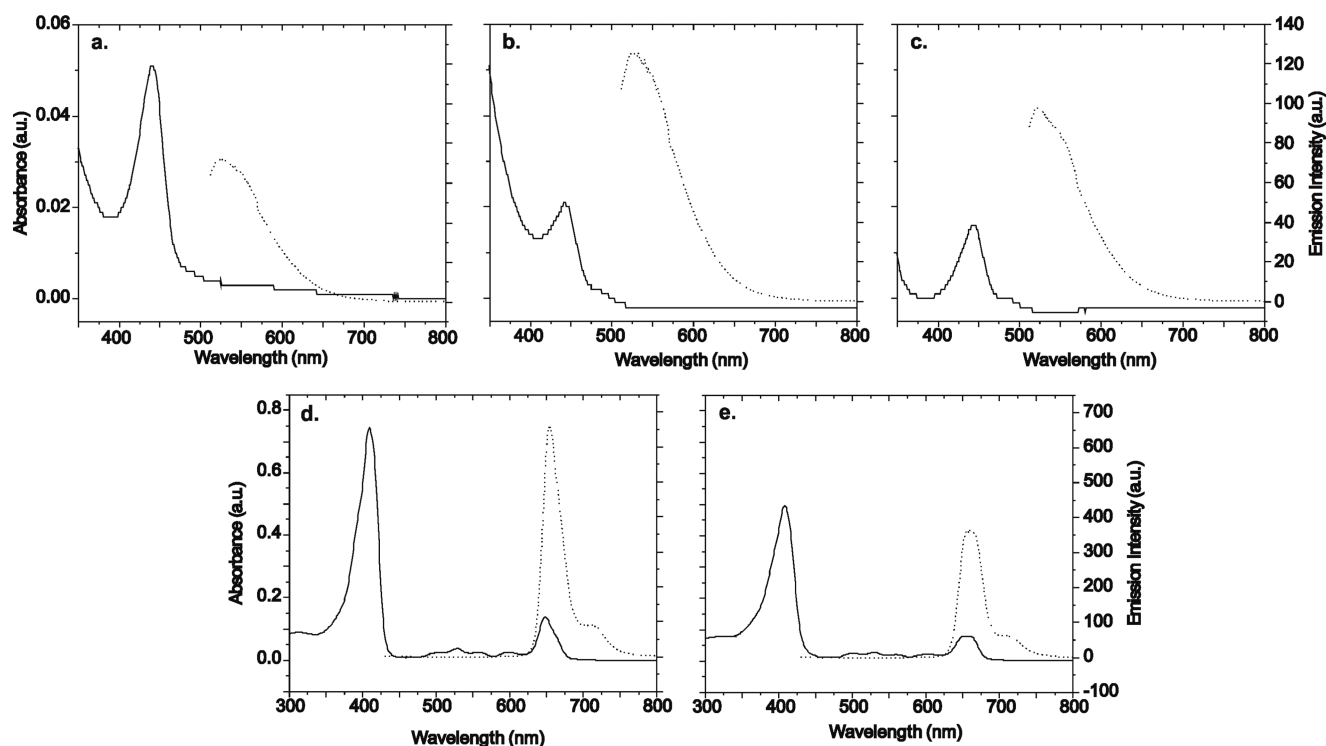 a.
Absorbance (a.u.)
0.06
0.04
0.02
0.00
400 500 600 700 800
Wavelength (nm)
b.
400 500 600 700 800
Wavelength (nm)
c.
400 500 600 700 800
Wavelength (nm)
140
120
100
80
60
40
20
0
Emission Intensity (a.u.)
d.
Absorbance (a.u.)
0.8
0.6
0.4
0.2
0.0
300 400 500 600 700 800
Wavelength (nm)
e.
300 400 500 600 700 800
Wavelength (nm)
700
600
500
400
300
200
100
0
-100
Emission Intensity (a.u.)